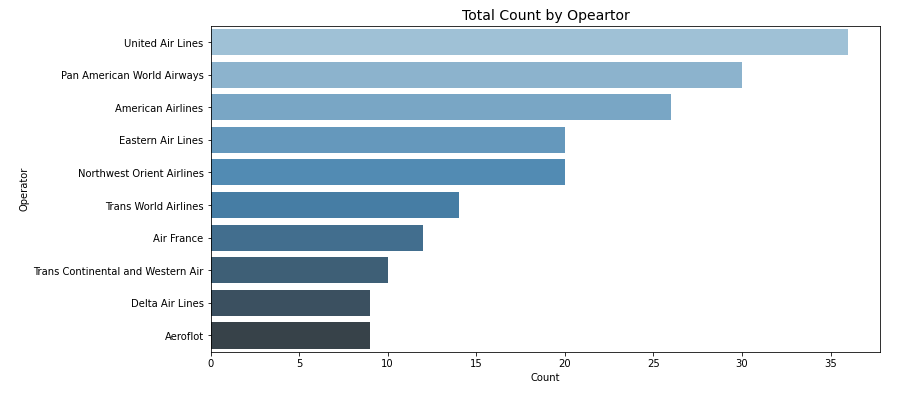 Total Count by Opeartor
United Air Lines
Pan American World Airways
American Airlines
Eastern Air Lines
Northwest Orient Airlines
Trans World Airlines
Air France
Trans Continental and Western Air
Delta Air Lines
Aeroflot
Operator
0 5 10 15 20 25 30 35
Count